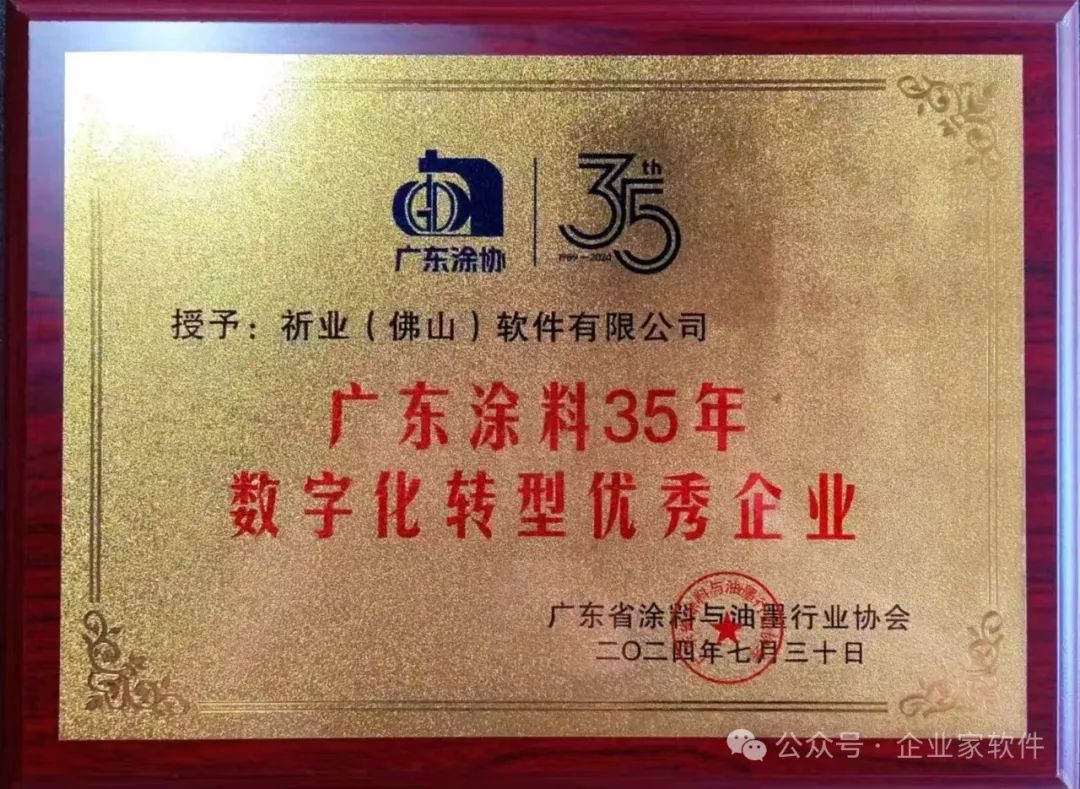 广东涂协
35th
1989-2024
授予：祈业（佛山）软件有限公司
广东涂料35年
数字化转型优秀企业
广东省涂料与油墨行业协会
二〇二四年七月三十日
公众号·企业家软件